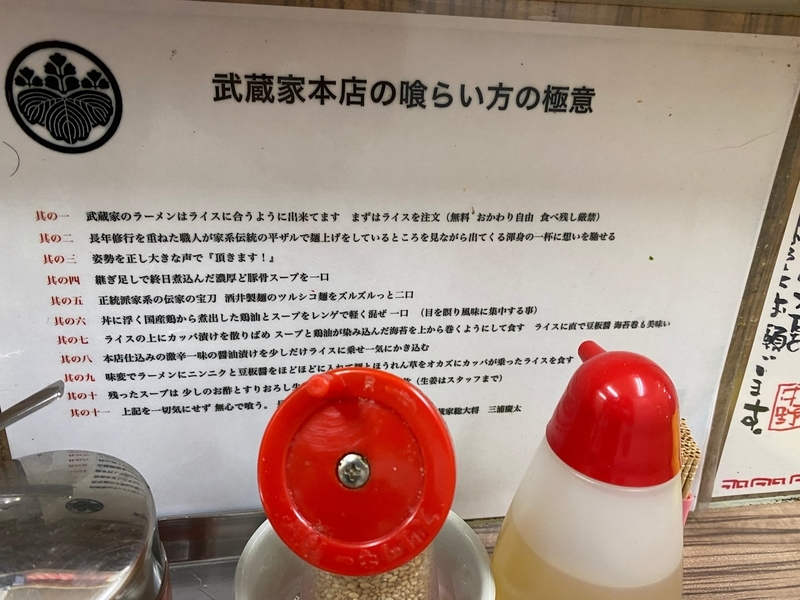 武蔵家本店の喰らい方の極意
其の一 武蔵家のラーメンはライスに合うように出来てます まずはライスを注文（無料 おかわり自由 食べ残し厳禁）
其の二 長年修行を重ねた職人が家系伝統の平ザルで麺上げをしているところを見ながら出てくる渾身の一杯に想いを馳せる
其の三 姿勢を正し大きな声で『頂きます！』
其の四 継ぎ足しで終日煮込んだ濃厚ど豚骨スープを一口
其の五 正統派家系の伝家の宝刀 酒井製麺のツルシコ麺をズルズルっと二口
其の六 丼に浮く国産鶏から煮出した鶏油とスープをレンゲで軽く混ぜ一口 （目を瞑り風味に集中する事）
其の七 ライスの上にカッパ漬けを散りばめ スープと鶏油が染み込んだ海苔を上から巻くようにして食す ライスに直で豆板醤 海苔巻も美味い
其の八 本店仕込みの激辛一味の醤油漬けを少しだけライスに乗せ一気にかき込む
其の九 味変でラーメンにニンニクと豆板醤をほどほどに入れて麺とほうれん草をオカズにカッパが乗ったライスを食す
其の十 残ったスープは 少しのお酢とすりおろし生 （生姜はスタッフまで）
其の十一 上記を一切気にせず 無心で喰う。 蔵家総大将 三浦慶太
お願います。